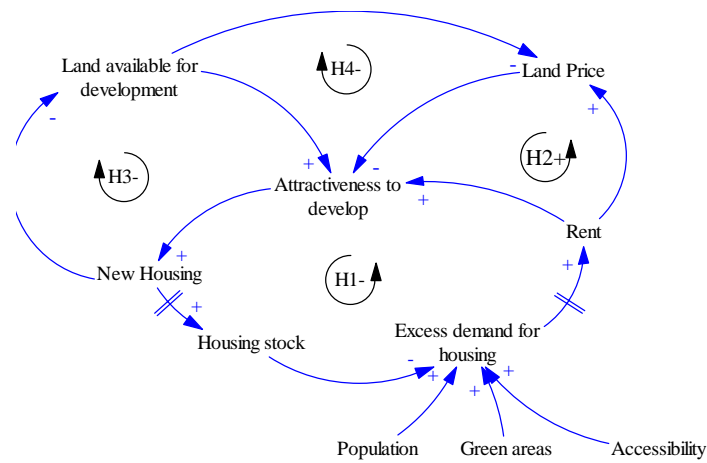 Land available for
development
H4-
-
Land Price
-
+
H3-
H2+
+
-
Attractiveness to
develop
+
Rent
+
New Housing
+
H1-
+
Housing stock
Excess demand for
housing
-
+
+
+
Population
Green areas
Accessibility